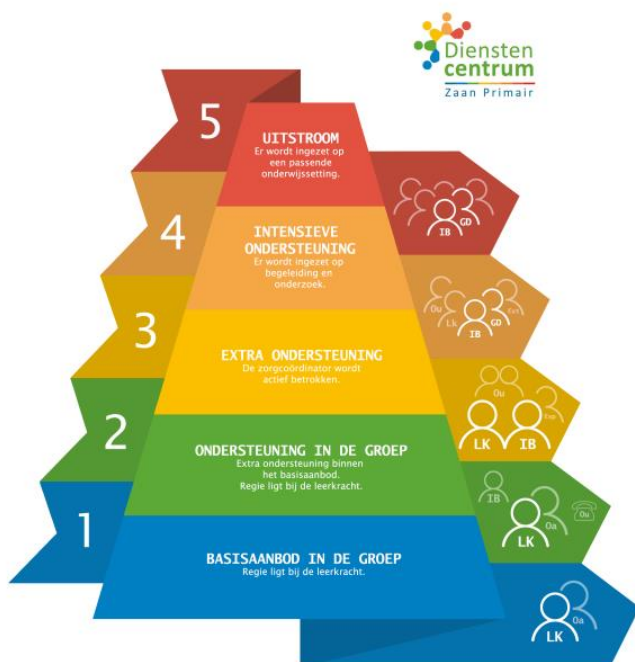 Diensten
centrum
Zaan Primair
5
UITSTROOM
Er wordt ingezet op
een passende
onderwijssetting.
IB
GD
4
INTENSIEVE
ONDERSTEUNING
Er wordt ingezet op
begeleiding en
onderzoek.
Ou
Lk
IB
GD
Ext
3
EXTRA ONDERSTEUNING
De zorgcoördinator wordt
actief betrokken.
Ou
LK
IB
Exp
2
ONDERSTEUNING IN DE GROEP
Extra ondersteuning binnen
het basisaanbod.
Regie ligt bij de leerkracht.
IB
LK
Oa
Ou
1
BASISAANBOD IN DE GROEP
Regie ligt bij de leerkracht.
LK
Oa